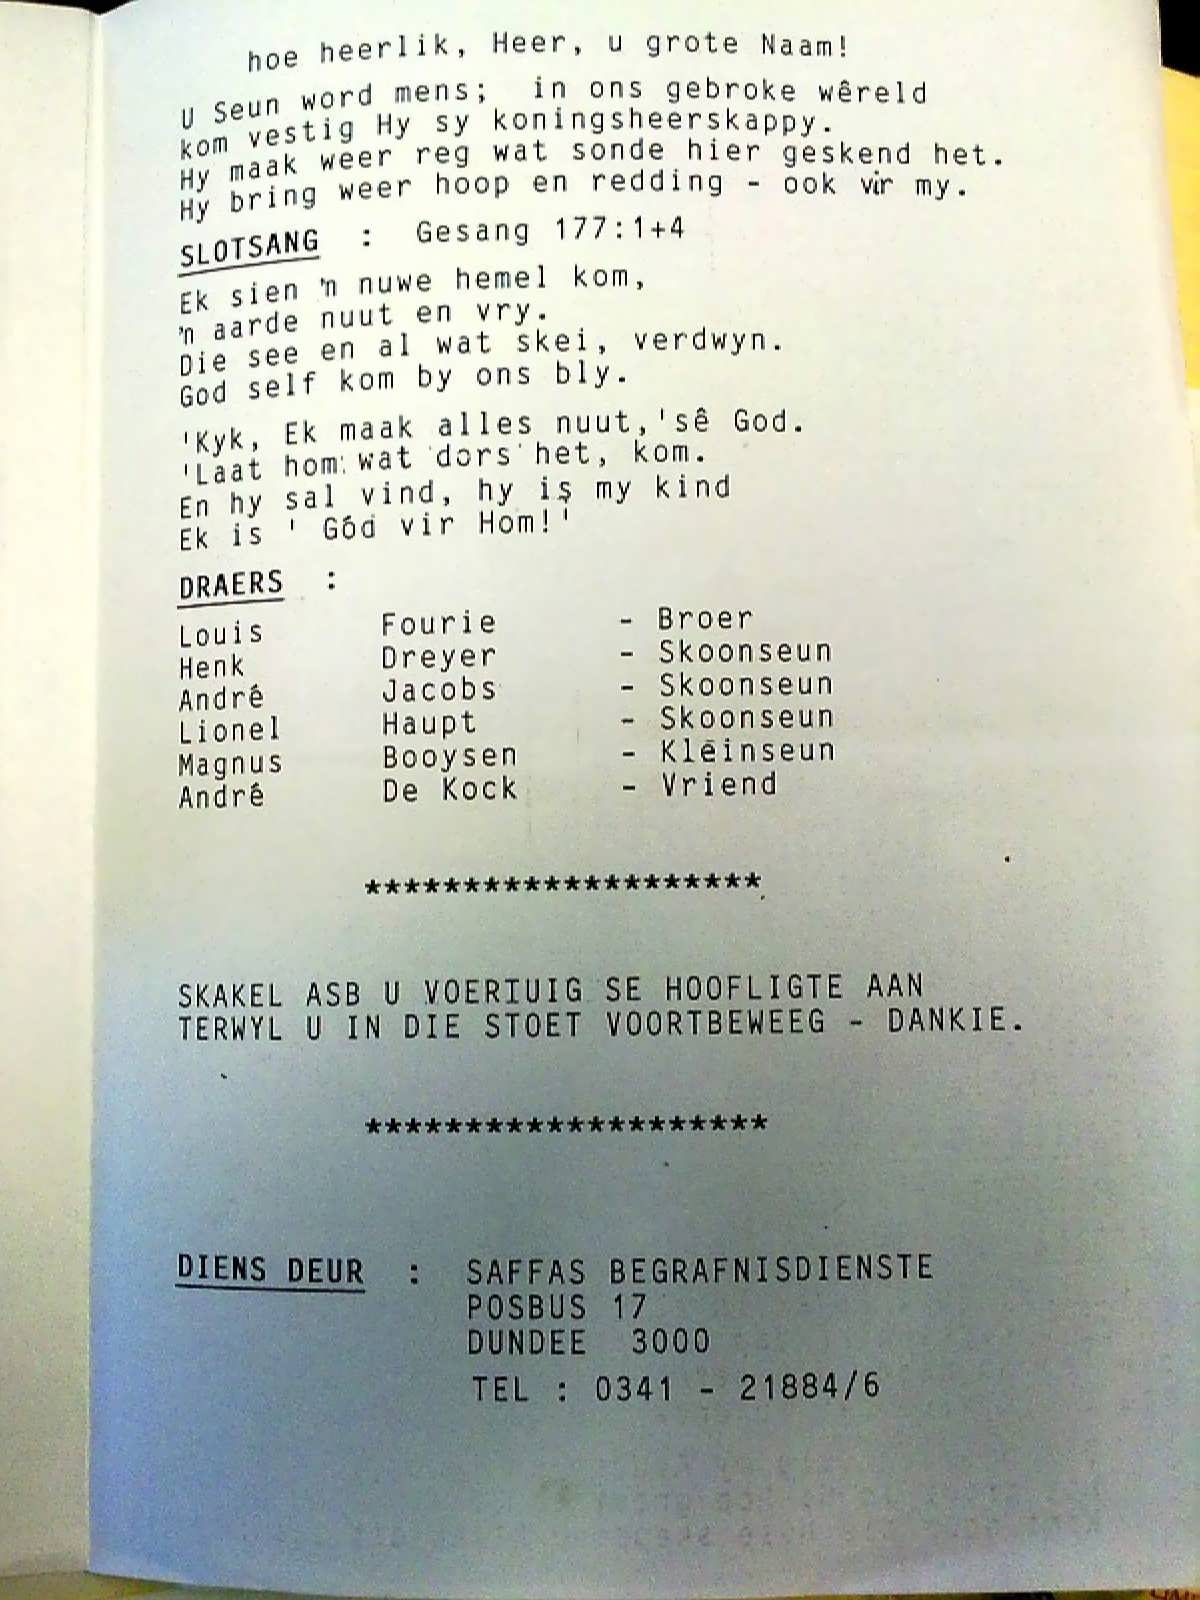 hoe heerlik, Heer, u grote Naam!
U Seun word mens; in ons gebroke wêreld
kom vestig Hy sy koningsheerskappy.
Hy maak weer reg wat sonde hier geskend het.
Hy bring weer hoop en redding - ook vir my.
SLOTSANG : Gesang 177:1+4
Ek sien 'n nuwe hemel kom,
'n aarde nuut en vry.
Die see en al wat skei, verdwyn.
God self kom by ons bly.
'Kyk, Ek maak alles nuut,'sê God.
'Laat hom wat dors het, kom.
En hy sal vind, hy is my kind
Ek is ' Gód vir Hom!'
DRAERS :
Louis Fourie - Broer
Henk Dreyer - Skoonseun
André Jacobs - Skoonseun
Lionel Haupt - Skoonseun
Magnus Booysen - Kleinseun
André De Kock - Vriend
********************
SKAKEL ASB U VOERTUIG SE HOOFLIGTE AAN
TERWYL U IN DIE STOET VOORTBEWEEG - DANKIE.
********************
DIENS DEUR : SAFFAS BEGRAFNISDIENSTE
POSBUS 17
DUNDEE 3000
TEL : 0341 - 21884/6